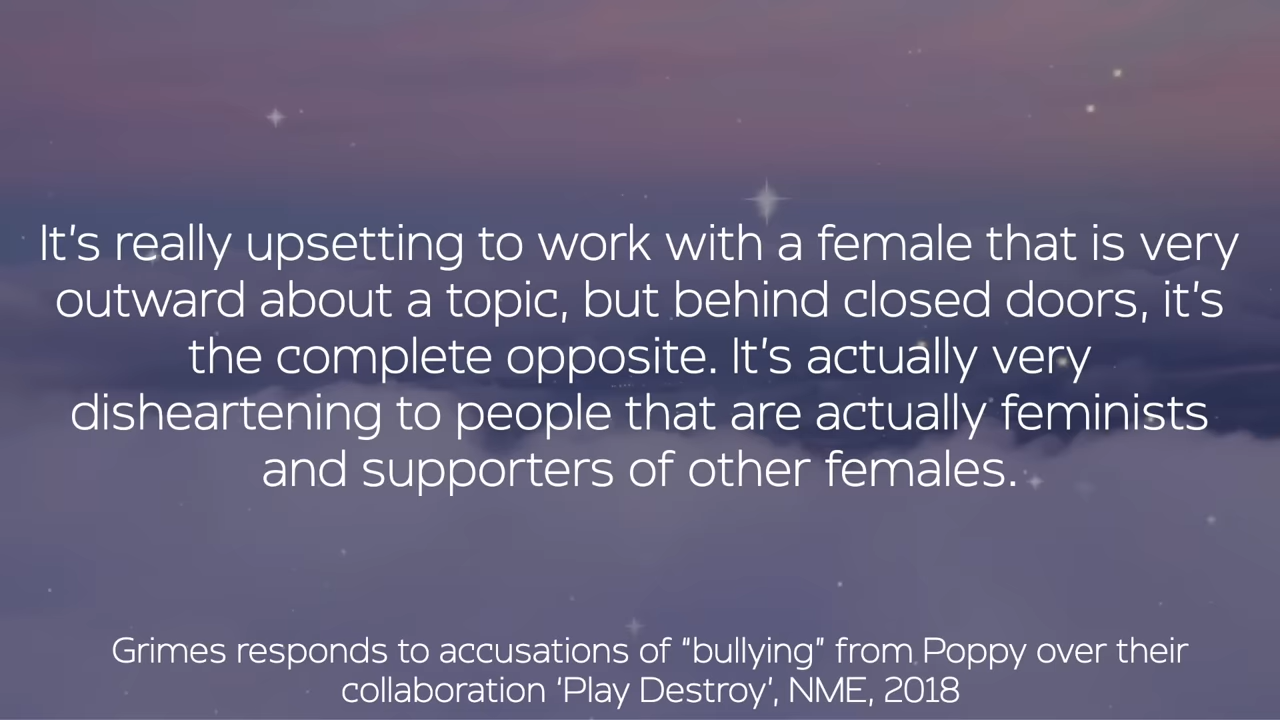 It's really upsetting to work with a female that is very
outward about a topic, but behind closed doors, it's
the complete opposite. It's actually very
disheartening to people that are actually feminists
and supporters of other females.
Grimes responds to accusations of "bullying" from Poppy over their
collaboration 'Play Destroy', NME, 2018